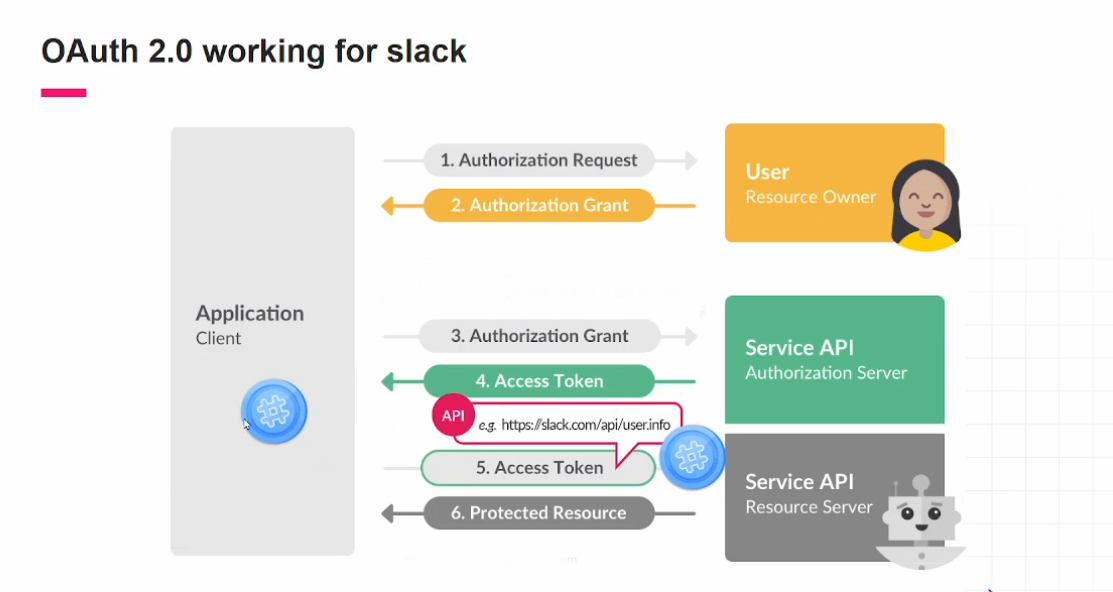 OAuth 2.0 working for slack
1. Authorization Request
User
Resource Owner
2. Authorization Grant
Application
Client
3. Authorization Grant
Service API
Authorization Server
4. Access Token
API
e.g. https://slack.com/api/user.info
5. Access Token
Service API
Resource Server
6. Protected Resource